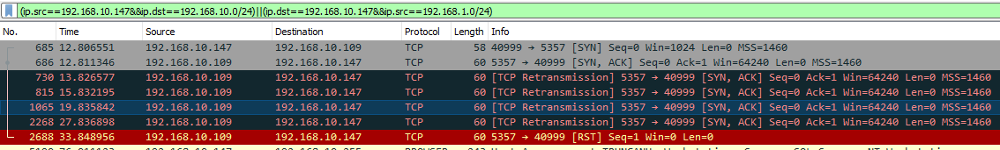 (ip.src==192.168.10.147&&ip.dst==192.168.10.0/24)||(ip.dst==192.168.10.147&&ip.src==192.168.1.0/24)
No. Time Source Destination Protocol Length Info
685 12.806551 192.168.10.147 192.168.10.109 TCP 58 40999 → 5357 [SYN] Seq=0 Win=1024 Len=0 MSS=1460
686 12.811346 192.168.10.109 192.168.10.147 TCP 60 5357 → 40999 [SYN, ACK] Seq=0 Ack=1 Win=64240 Len=0 MSS=1460
730 13.826577 192.168.10.109 192.168.10.147 TCP 60 [TCP Retransmission] 5357 → 40999 [SYN, ACK] Seq=0 Ack=1 Win=64240 Len=0 MSS=1460
815 15.832195 192.168.10.109 192.168.10.147 TCP 60 [TCP Retransmission] 5357 → 40999 [SYN, ACK] Seq=0 Ack=1 Win=64240 Len=0 MSS=1460
1065 19.835842 192.168.10.109 192.168.10.147 TCP 60 [TCP Retransmission] 5357 → 40999 [SYN, ACK] Seq=0 Ack=1 Win=64240 Len=0 MSS=1460
2268 27.836898 192.168.10.109 192.168.10.147 TCP 60 [TCP Retransmission] 5357 → 40999 [SYN, ACK] Seq=0 Ack=1 Win=64240 Len=0 MSS=1460
2688 33.848956 192.168.10.109 192.168.10.147 TCP 60 5357 → 40999 [RST] Seq=1 Win=0 Len=0